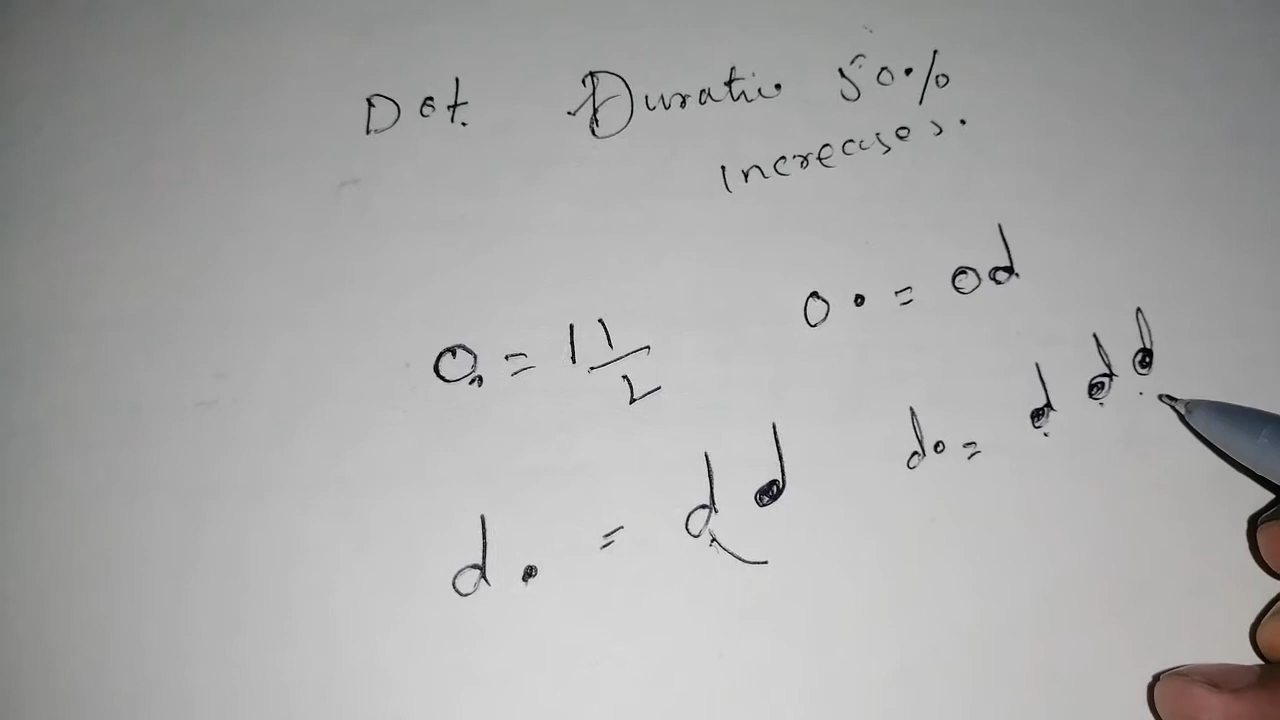 Dot. Duratio 50%
increases.
o. = 1 1/2
o. = o d
d. = d d
d. = d d d